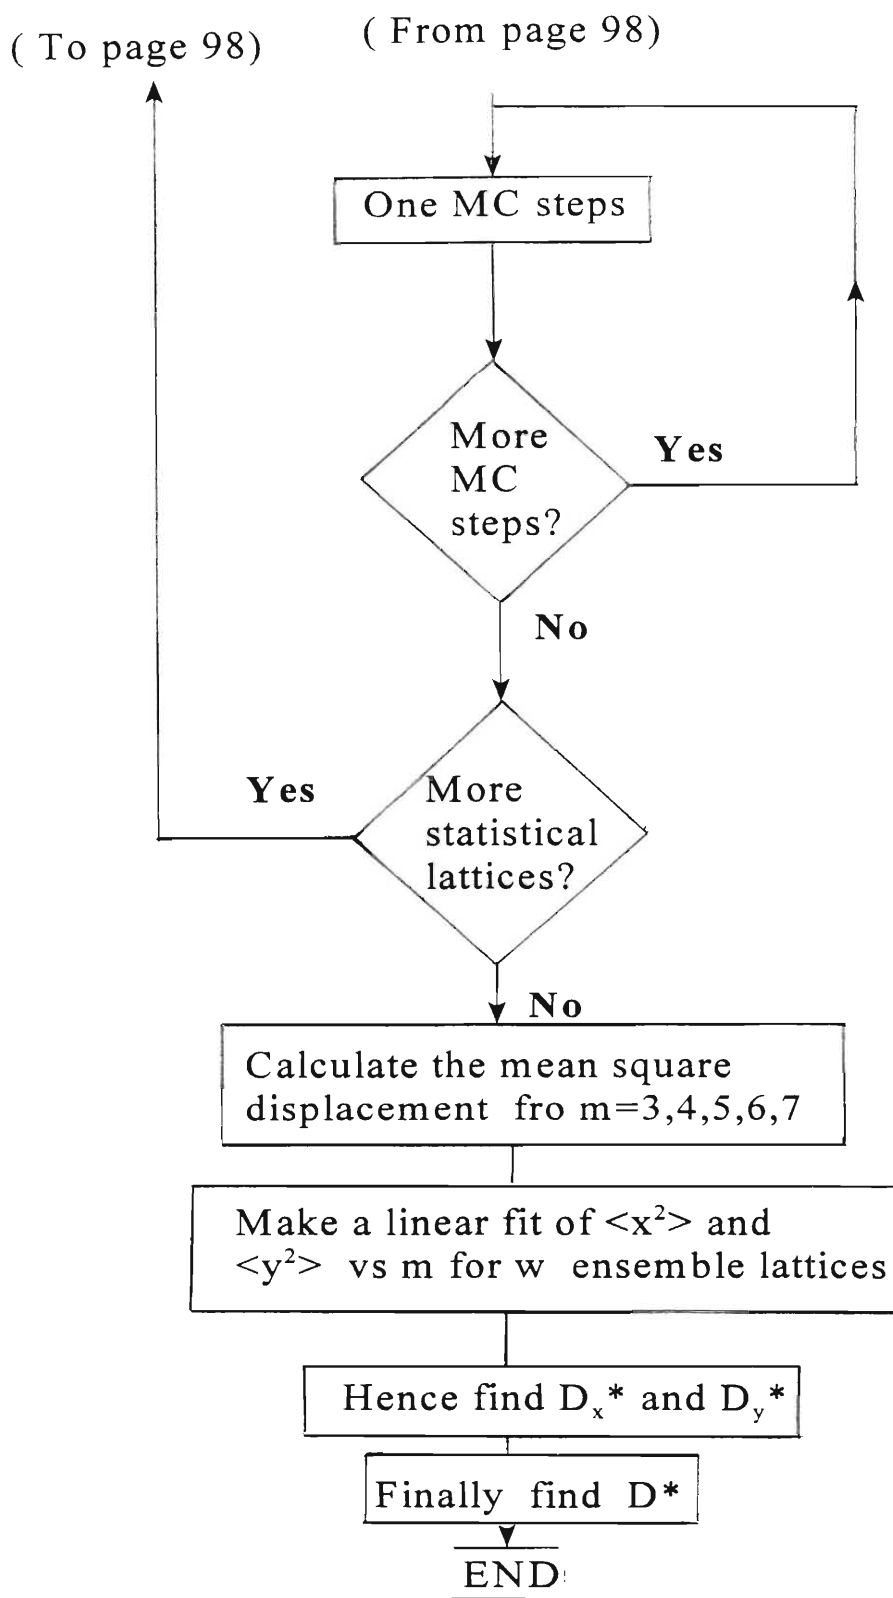 ( To page 98)
( From page 98)
One MC steps
More
MC
steps?
Yes
No
Yes
More
statistical
lattices?
No
Calculate the mean square
displacement fro m=3,4,5,6,7
Make a linear fit of <x²> and
<y²> vs m for w ensemble lattices
Hence find Dₓ* and Dᵧ*
Finally find D*
END